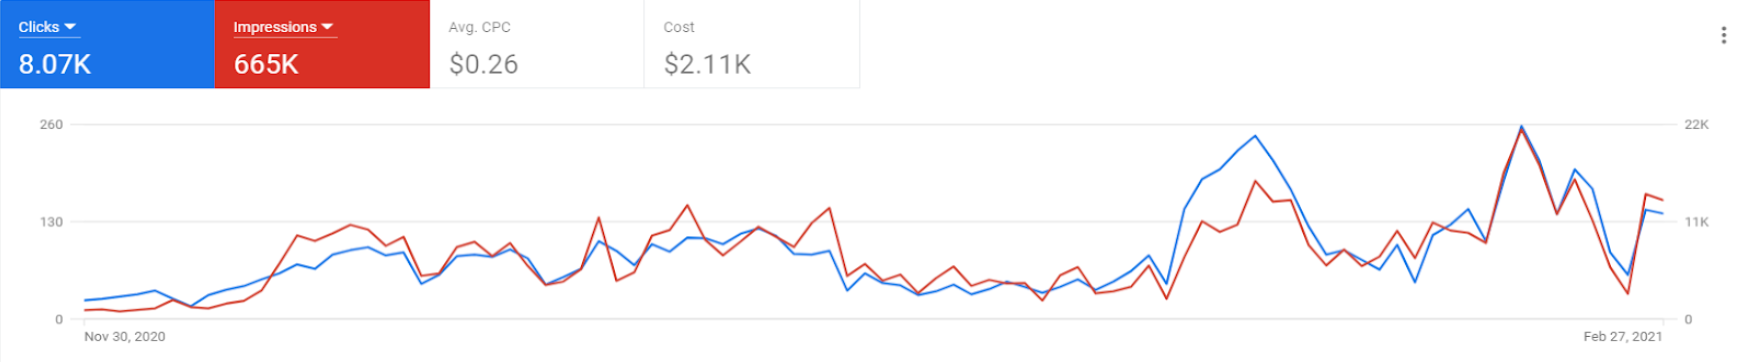 Clicks Impressions Avg. CPC Cost
8.07K 665K $0.26 $2.11K
260 22K
130 11K
0 0
Nov 30, 2020 Feb 27, 2021